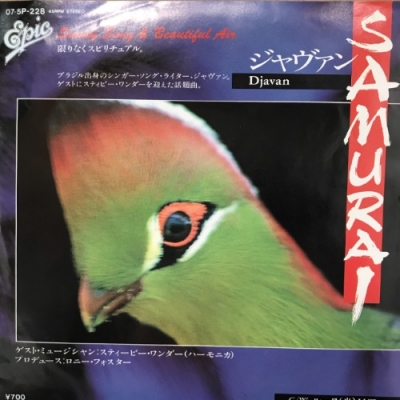 07・5P-228 45RPM STEREO
Epic
A Beautiful Air
限りなくスピリチュアル。
ブラジル出身のシンガー・ソング・ライター、ジャヴァン。
ゲストにスティービー・ワンダーを迎えた話題曲。
ジャヴァン
Djavan
SAMURAI
ゲスト・ミュージシャン:スティービー・ワンダー(ハーモニカ)
プロデュース:ロニー・フォスター
¥700